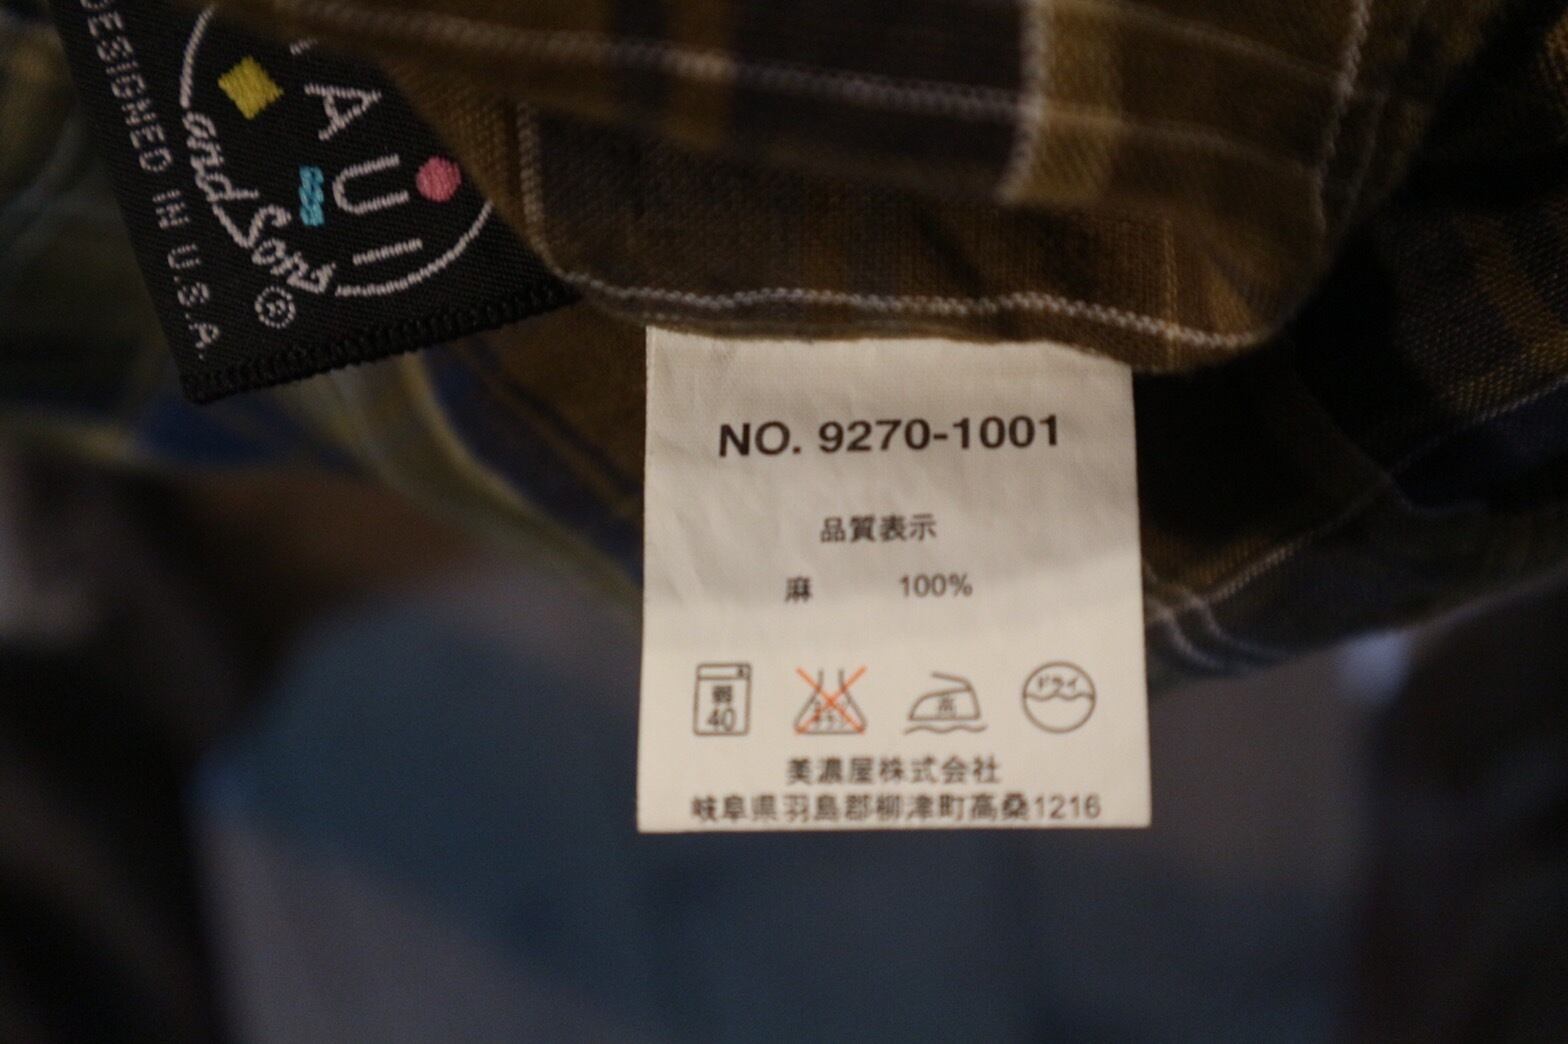 AUI
and Sons
©
DESIGNED IN U.S.A.
NO. 9270-1001
品質表示
麻 100%
弱
40
高
ドライ
美濃屋株式会社
岐阜県羽島郡柳津町高桑1216